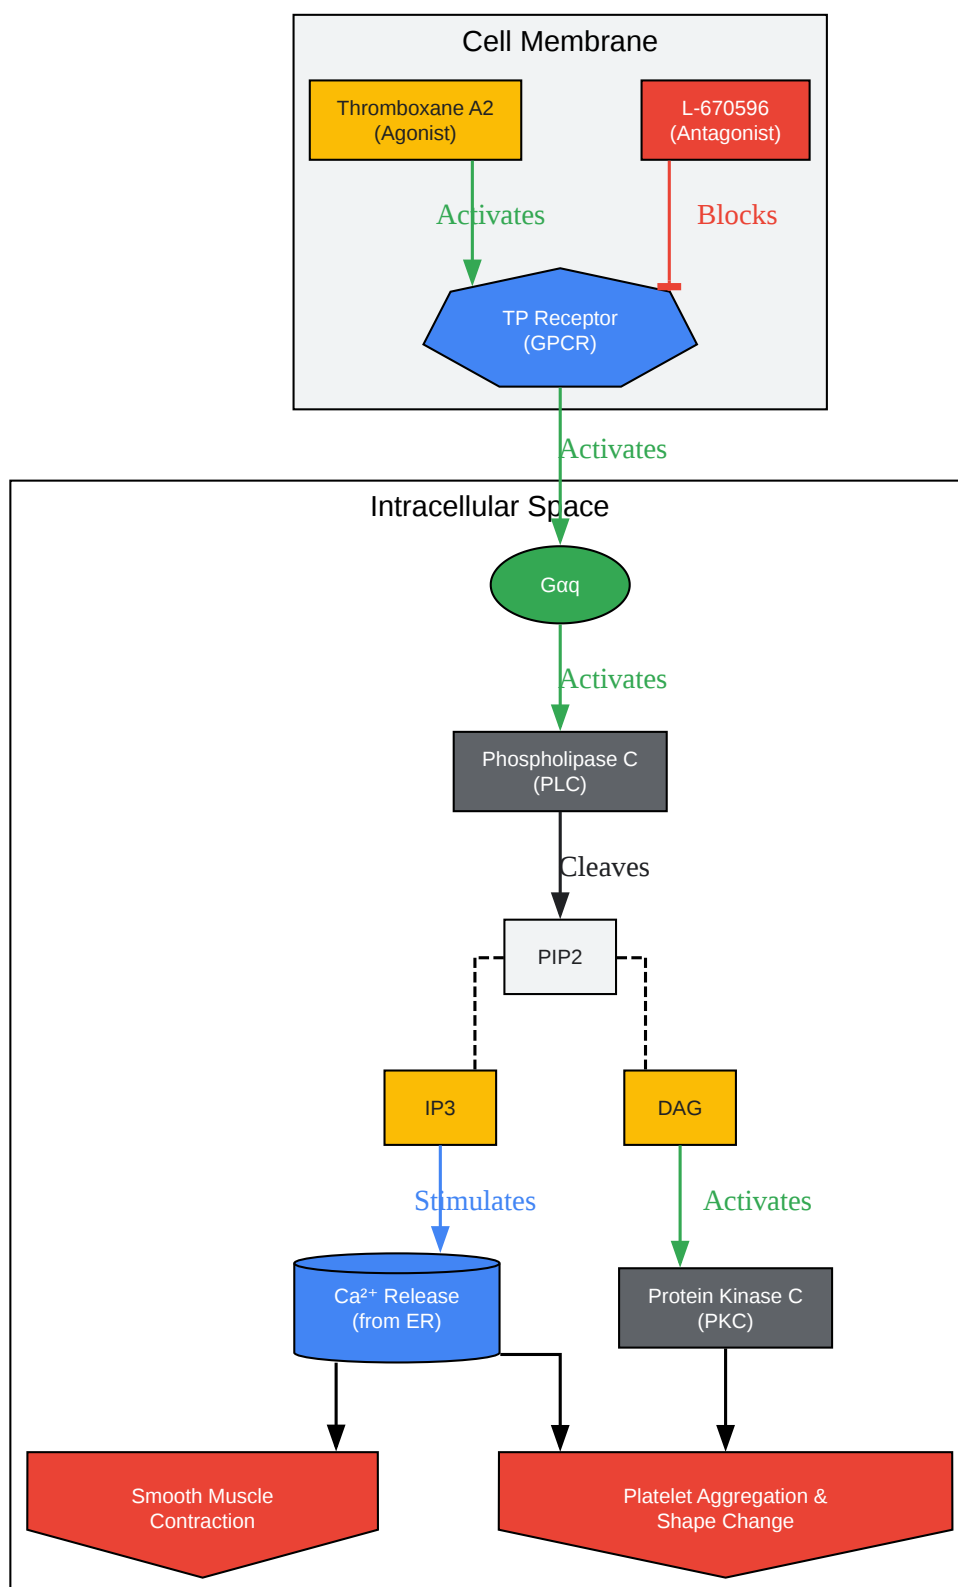 Cell Membrane
Thromboxane A2
(Agonist)
L-670596
(Antagonist)
Activates
Blocks
TP Receptor
(GPCR)
Activates
Intracellular Space
Gαq
Activates
Phospholipase C
(PLC)
Cleaves
PIP2
IP3
DAG
Stimulates
Activates
Ca²⁺ Release
(from ER)
Protein Kinase C
(PKC)
Smooth Muscle
Contraction
Platelet Aggregation &
Shape Change